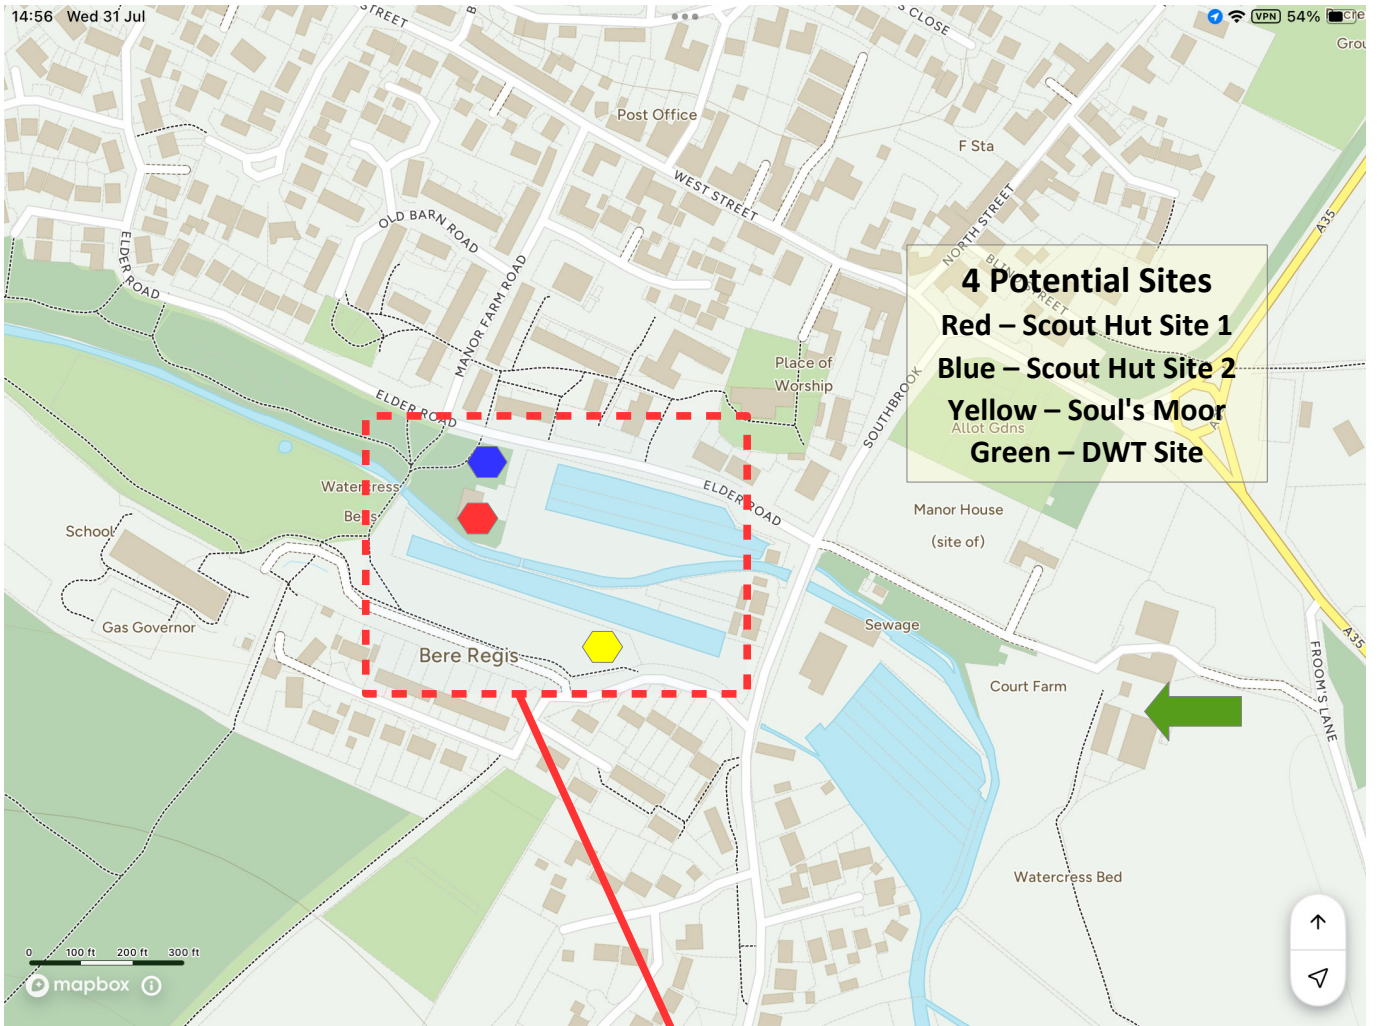 14:56 Wed 31 Jul
VPN 54%
STREET
S CLOSE
Post Office
F Sta
WEST STREET
NORTH STREET
BLIND STREET
A35
OLD BARN ROAD
ELDER ROAD
MANOR FARM ROAD
4 Potential Sites
Red – Scout Hut Site 1
Blue – Scout Hut Site 2
Yellow – Soul's Moor
Green – DWT Site
Allot Gdns
Place of
Worship
SOUTHBROOK
ELDER ROAD
ELDER ROAD
Watercress
Beds
Manor House
(site of)
School
Gas Governor
Bere Regis
Sewage
Court Farm
A35
FROOM'S LANE
Watercress Bed
0 100 ft 200 ft 300 ft
mapbox